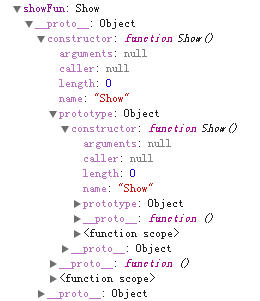 ▼ showFun: Show
▼ __proto__: Object
▼ constructor: function Show()
arguments: null
caller: null
length: 0
name: "Show"
▼ prototype: Object
▼ constructor: function Show()
arguments: null
caller: null
length: 0
name: "Show"
▶ prototype: Object
▶ __proto__: function ()
▶ <function scope>
▶ __proto__: Object
▶ __proto__: function ()
▶ <function scope>
▶ __proto__: Object